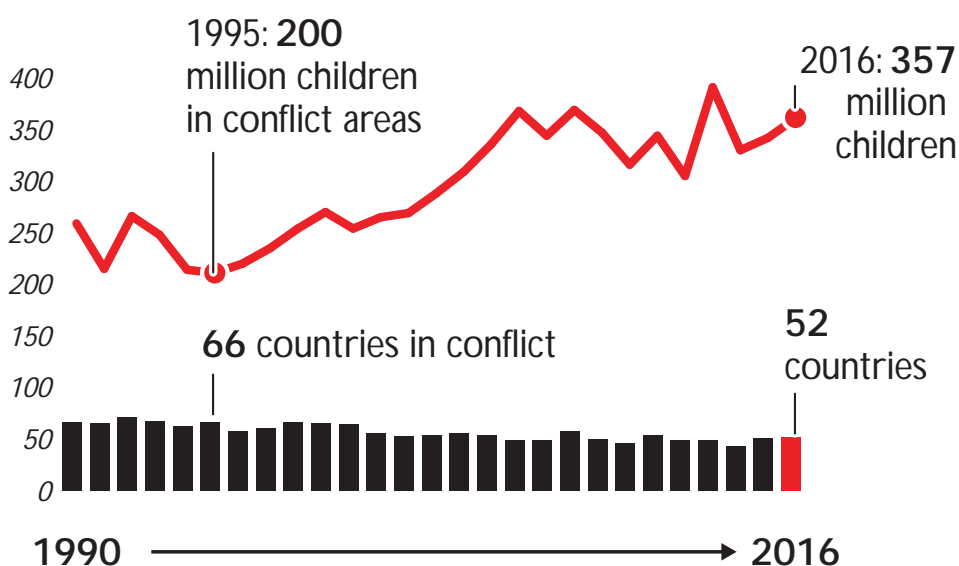 1995: 200
million children
in conflict areas
2016: 357
million
children
400
350
300
250
200
150
100
50
0
66 countries in conflict
52
countries
1990
2016